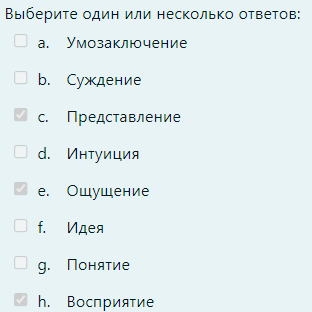 Выберите один или несколько ответов:
a. Умозаключение
b. Суждение
c. Представление
d. Интуиция
e. Ощущение
f. Идея
g. Понятие
h. Восприятие